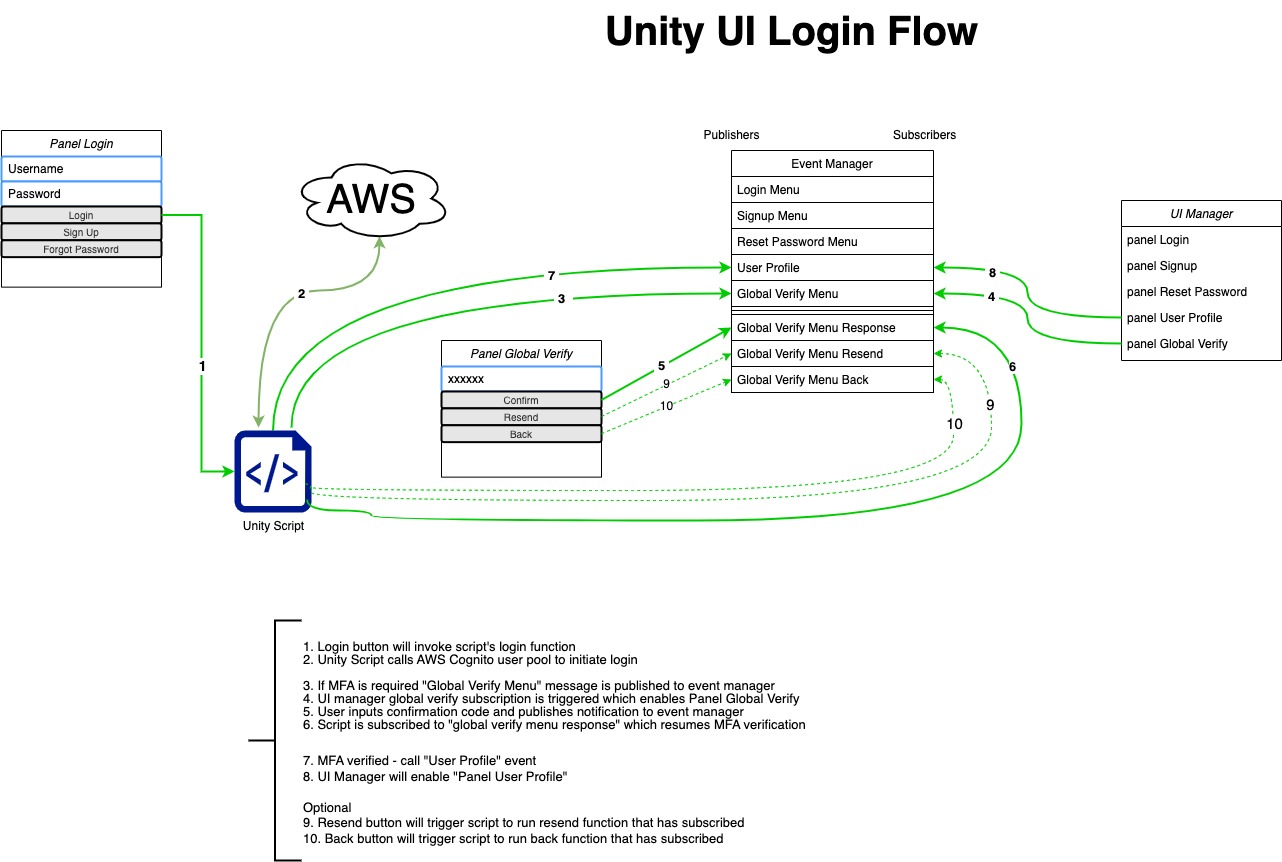 Unity UI Login Flow
Publishers
Subscribers
Panel Login
Username
Password
Login
Sign Up
Forgot Password
AWS
Event Manager
Login Menu
Signup Menu
Reset Password Menu
User Profile
Global Verify Menu
Global Verify Menu Response
Global Verify Menu Resend
Global Verify Menu Back
UI Manager
panel Login
panel Signup
panel Reset Password
panel User Profile
panel Global Verify
Panel Global Verify
xxxxxx
Confirm
Resend
Back
1
2
7
3
8
4
5
9
10
6
9
10
</>
Unity Script
1. Login button will invoke script's login function
2. Unity Script calls AWS Cognito user pool to initiate login
3. If MFA is required "Global Verify Menu" message is published to event manager
4. UI manager global verify subscription is triggered which enables Panel Global Verify
5. User inputs confirmation code and publishes notification to event manager
6. Script is subscribed to "global verify menu response" which resumes MFA verification
7. MFA verified - call "User Profile" event
8. UI Manager will enable "Panel User Profile"
Optional
9. Resend button will trigger script to run resend function that has subscribed
10. Back button will trigger script to run back function that has subscribed